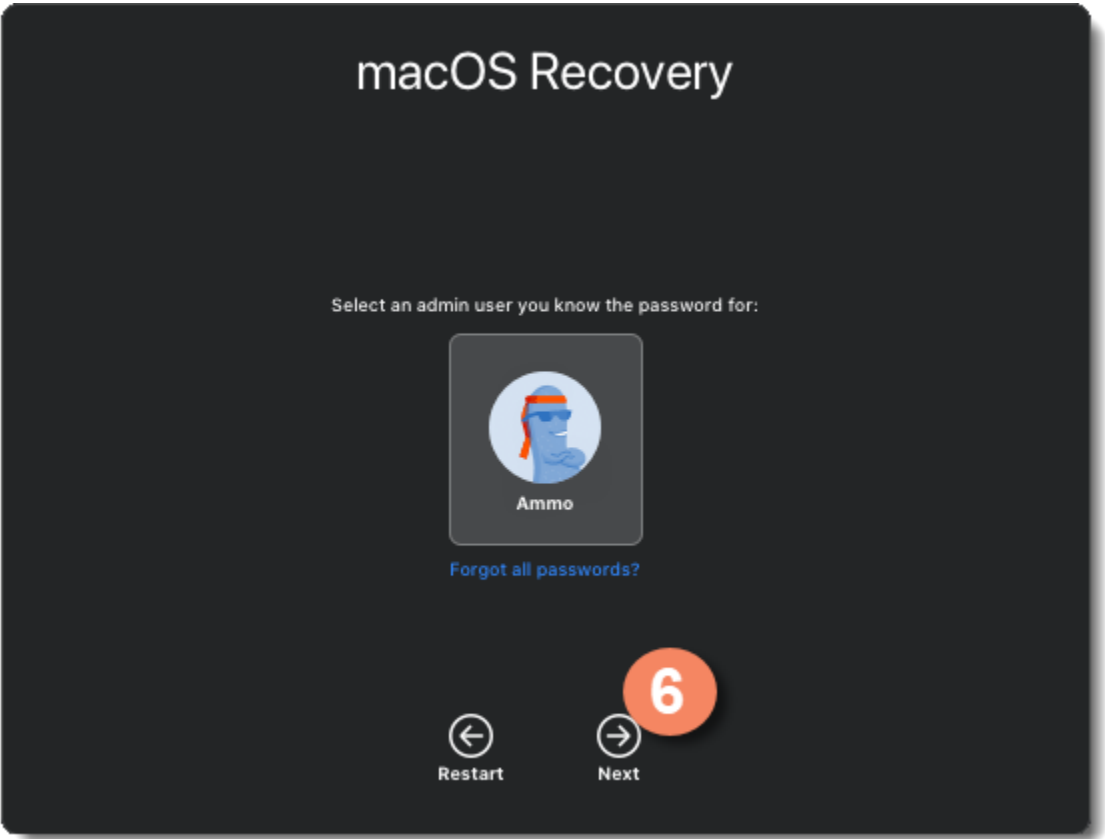 macOS Recovery
Select an admin user you know the password for:
Ammo
Forgot all passwords?
6
Restart
Next